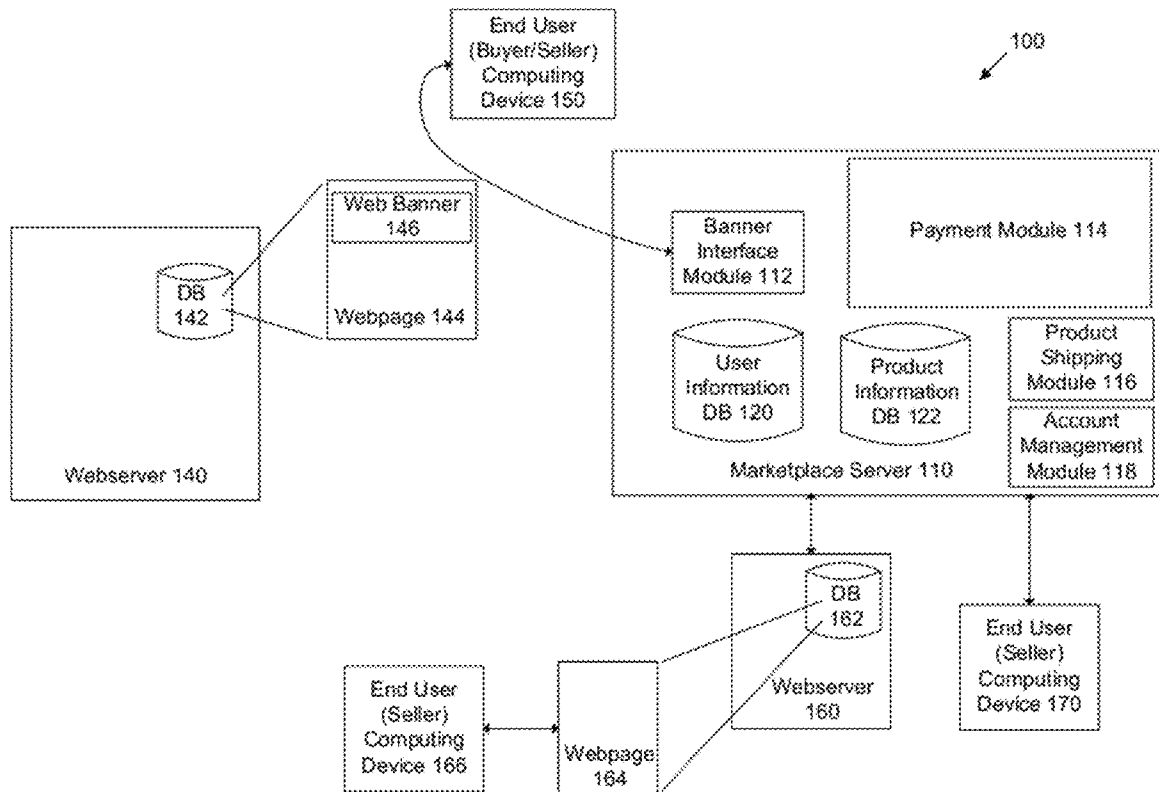 End User
(Buyer/Seller)
Computing
Device 150
100
Web Banner
146
Webpage 144
DB
142
Webserver 140
Banner
Interface
Module 112
Payment Module 114
User
Information
DB 120
Product
Information
DB 122
Product
Shipping
Module 116
Account
Management
Module 118
Marketplace Server 110
DB
162
Webserver
160
End User
(Seller)
Computing
Device 170
End User
(Seller)
Computing
Device 166
Webpage
164